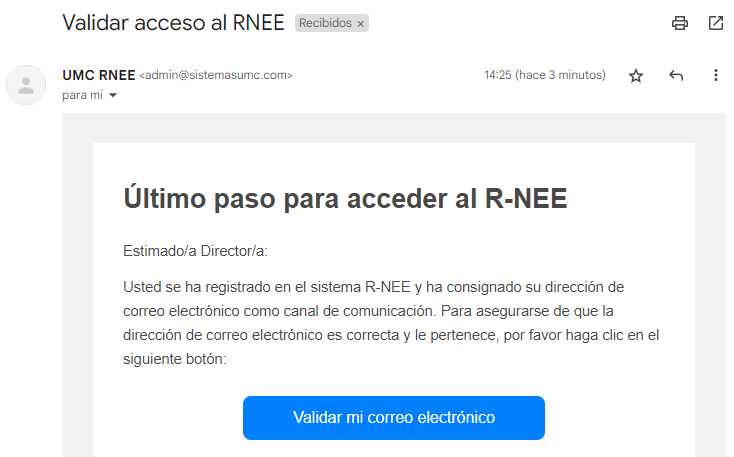 Validar acceso al RNEE Recibidos ×
UMC RNEE <admin@sistemasumc.com> 14:25 (hace 3 minutos)
para mí
Último paso para acceder al R-NEE
Estimado/a Director/a:
Usted se ha registrado en el sistema R-NEE y ha consignado su dirección de
correo electrónico como canal de comunicación. Para asegurarse de que la
dirección de correo electrónico es correcta y le pertenece, por favor haga clic en el
siguiente botón:
Validar mi correo electrónico